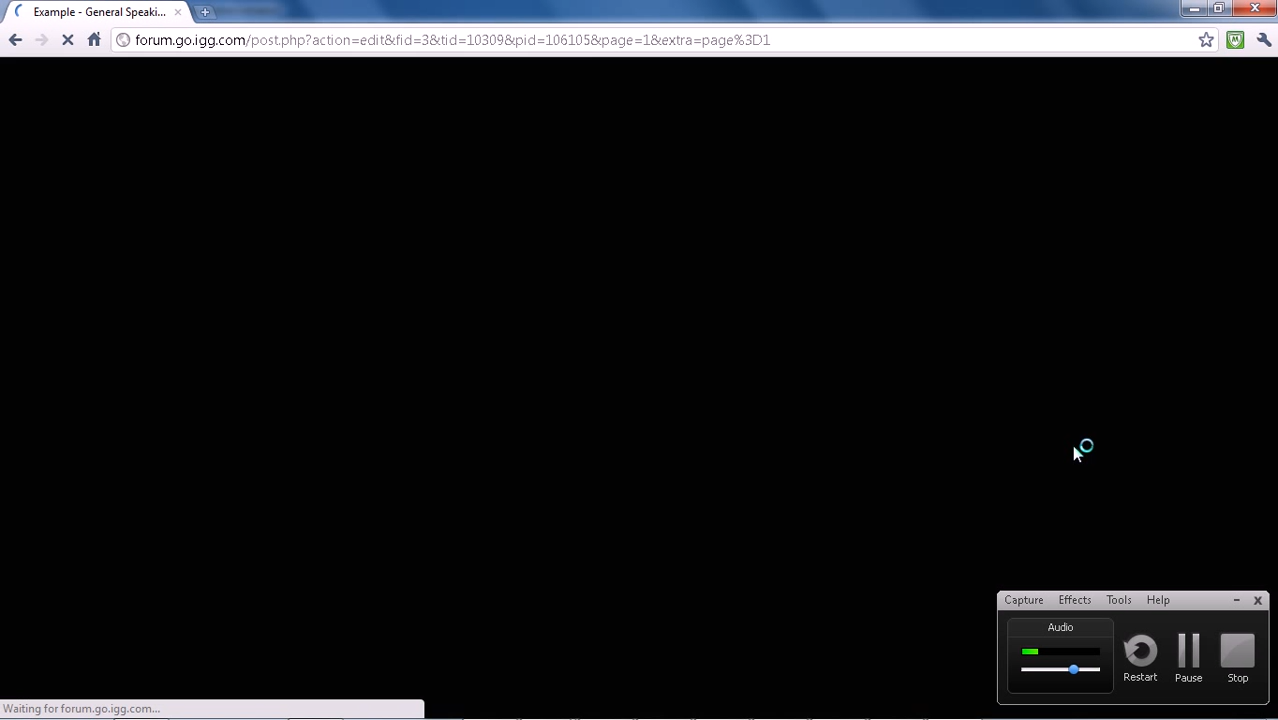 Example - General Speaki...
forum.go.igg.com/post.php?action=edit&fid=3&tid=10309&pid=106105&page=1&extra=page%3D1
Capture Effects Tools Help
Audio
Restart Pause Stop
Waiting for forum.go.igg.com...